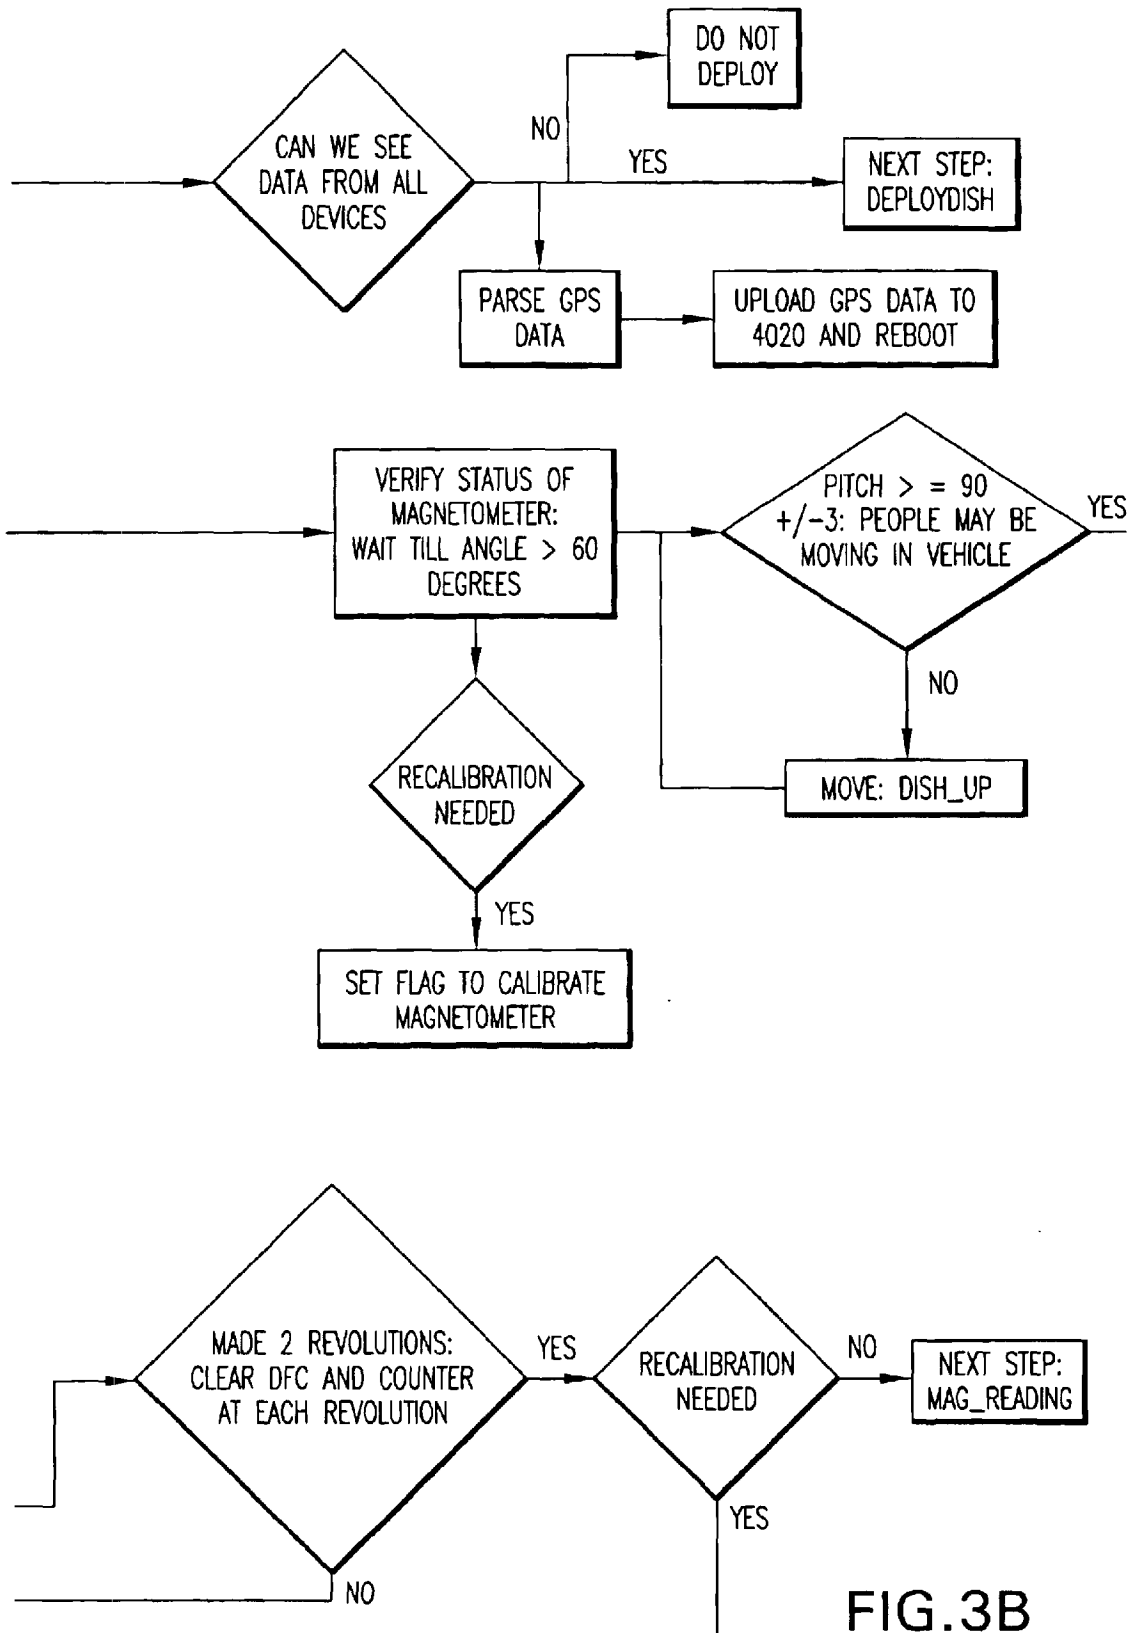 DO NOT
DEPLOY
NO
CAN WE SEE
DATA FROM ALL
DEVICES
YES
NEXT STEP:
DEPLOYDISH
PARSE GPS
DATA
UPLOAD GPS DATA TO
4020 AND REBOOT
VERIFY STATUS OF
MAGNETOMETER:
WAIT TILL ANGLE > 60
DEGREES
PITCH > = 90
+/-3: PEOPLE MAY BE
MOVING IN VEHICLE
YES
NO
MOVE: DISH_UP
RECALIBRATION
NEEDED
YES
SET FLAG TO CALIBRATE
MAGNETOMETER
MADE 2 REVOLUTIONS:
CLEAR DFC AND COUNTER
AT EACH REVOLUTION
YES
RECALIBRATION
NEEDED
NO
NEXT STEP:
MAG_READING
YES
NO
FIG.3B